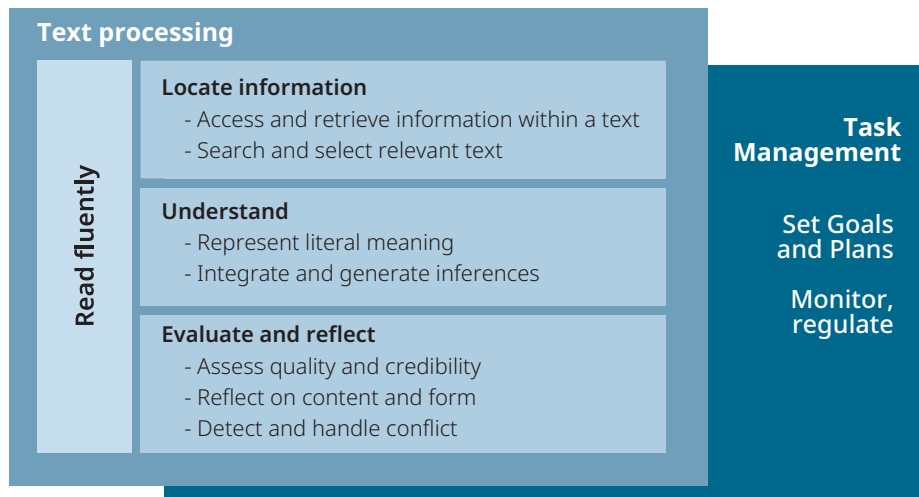 Text processing
Read fluently
Locate information
- Access and retrieve information within a text
- Search and select relevant text
Understand
- Represent literal meaning
- Integrate and generate inferences
Evaluate and reflect
- Assess quality and credibility
- Reflect on content and form
- Detect and handle conflict
Task
Management
Set Goals
and Plans
Monitor,
regulate